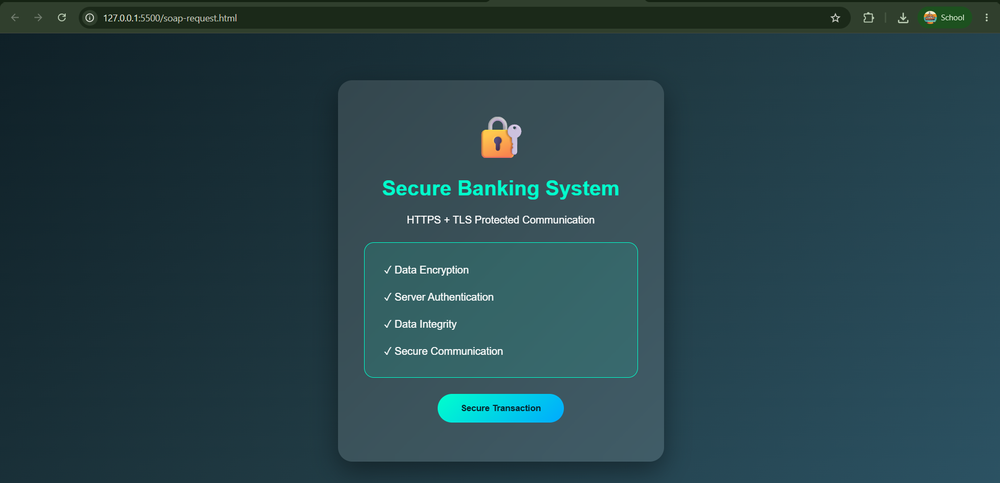 127.0.0.1:5500/soap-request.html
School
Secure Banking System
HTTPS + TLS Protected Communication
✓ Data Encryption
✓ Server Authentication
✓ Data Integrity
✓ Secure Communication
Secure Transaction